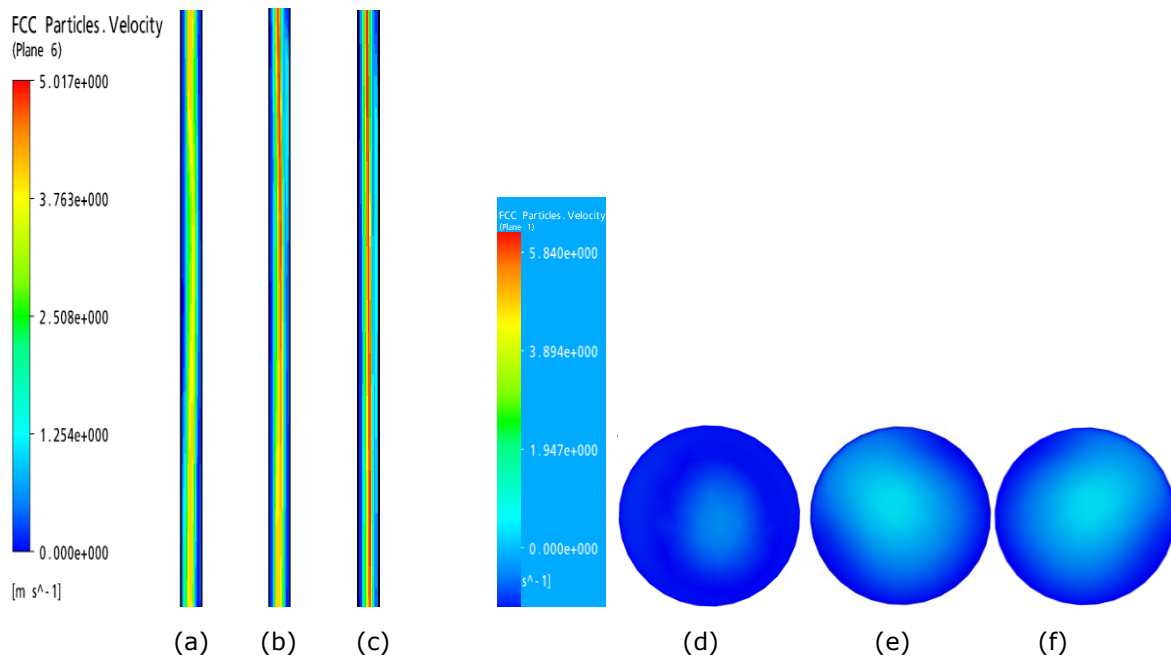 FCC Particles.Velocity
(Plane 6)
5.017e+000
3.763e+000
2.508e+000
1.254e+000
0.000e+000
[m s^-1]
FCC Particles.Velocity
(Plane 1)
5.840e+000
3.894e+000
1.947e+000
0.000e+000
s^-1]
(a)
(b)
(c)
(d)
(e)
(f)